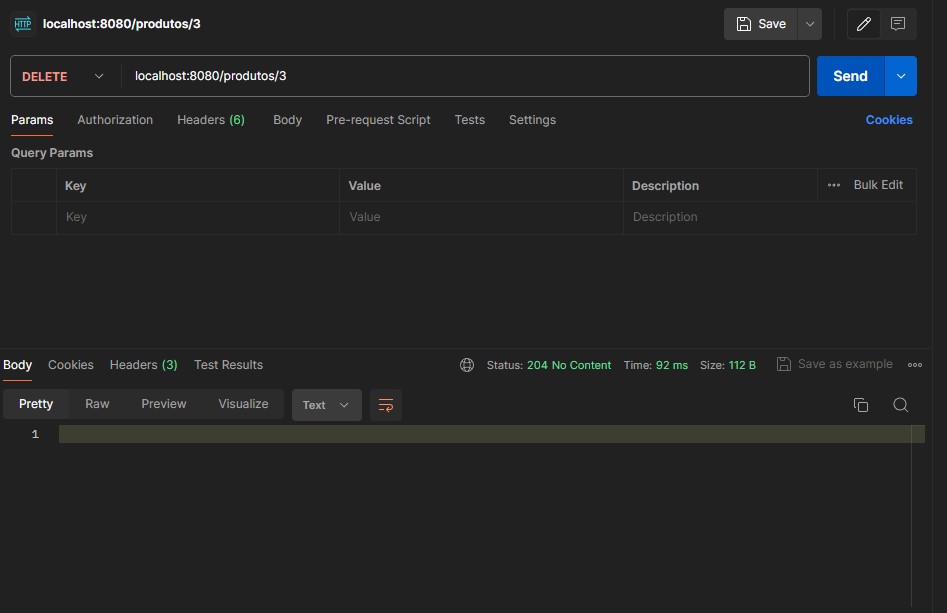 HTTP localhost:8080/produtos/3 Save
DELETE localhost:8080/produtos/3 Send
Params Authorization Headers (6) Body Pre-request Script Tests Settings Cookies
Query Params
Key Value Description ••• Bulk Edit
Key Value Description
Body Cookies Headers (3) Test Results Status: 204 No Content Time: 92 ms Size: 112 B Save as example
Pretty Raw Preview Visualize Text
1